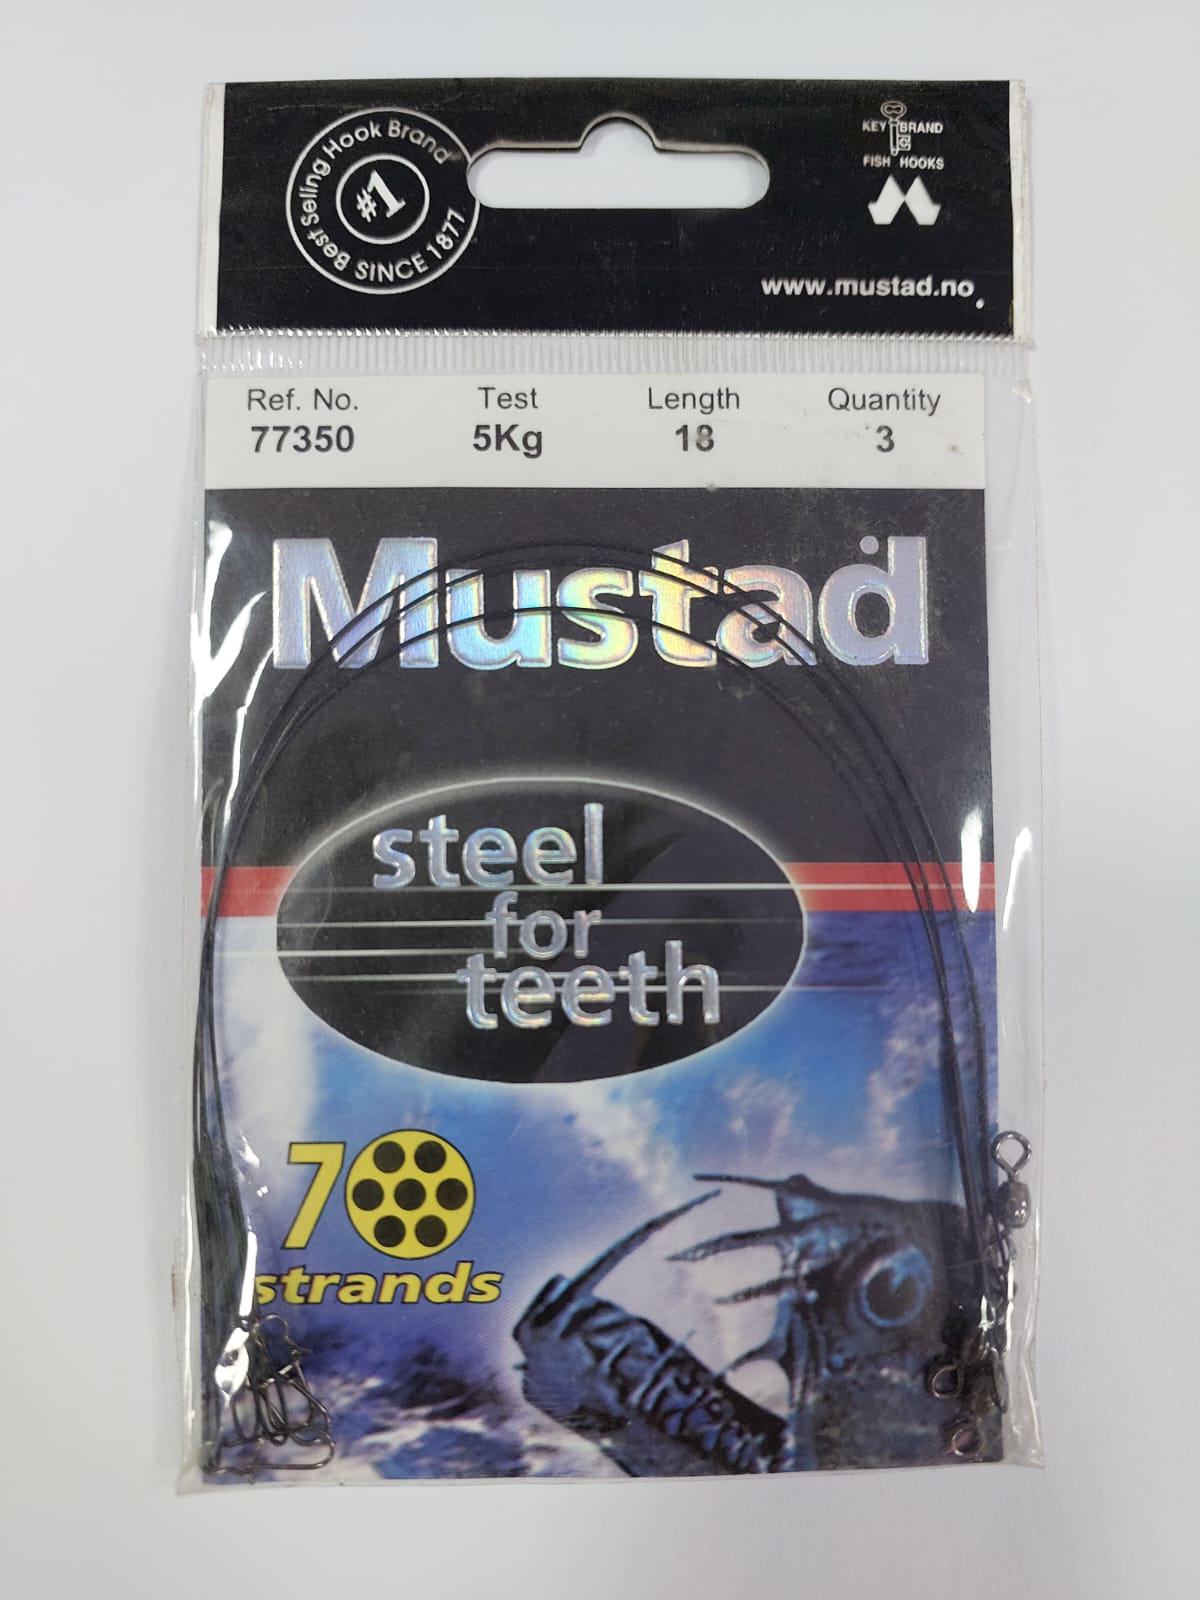 Best Seling Hook Brand
#1
SINCE 1877
KEY BRAND
FISH HOOKS
www.mustad.no
Ref. No. Test Length Quantity
77350 5Kg 18 3
Mustad
steel
for
teeth
7
strands